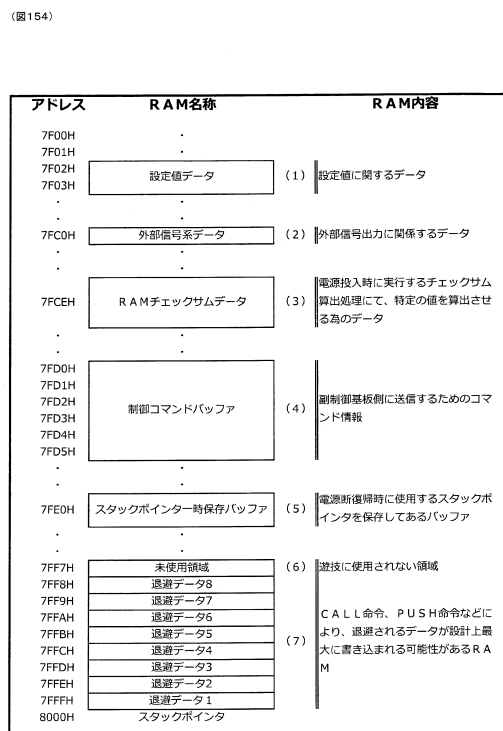 (図154)
アドレス RAM名称 RAM内容
7F00H ・
7F01H ・
7F02H 設定値データ (1) 設定値に関するデータ
7F03H
・ ・
・ ・
7FC0H 外部信号系データ (2) 外部信号出力に関係するデータ
・ ・
・ ・
7FCEH RAMチェックサムデータ (3) 電源投入時に実行するチェックサム
算出処理にて、特定の値を算出させ
る為のデータ
・ ・
・ ・
7FD0H
7FD1H
7FD2H
7FD3H
7FD4H
7FD5H
制御コマンドバッファ (4) 副制御基板側に送信するためのコマ
ンド情報
・ ・
・ ・
7FE0H スタックポインター時保存バッファ (5) 電源断復帰時に使用するスタックポ
インタを保存してあるバッファ
・ ・
・ ・
7FF7H 未使用領域 (6) 遊技に使用されない領域
7FF8H 退避データ8
7FF9H 退避データ7
7FFAH 退避データ6
7FFBH 退避データ5
7FFCH 退避データ4
7FFDH 退避データ3
7FFEH 退避データ2
7FFFH 退避データ1
(7) CALL命令、PUSH命令などに
より、退避されるデータが設計上最
大に書き込まれる可能性があるRA
M
8000H スタックポインタ